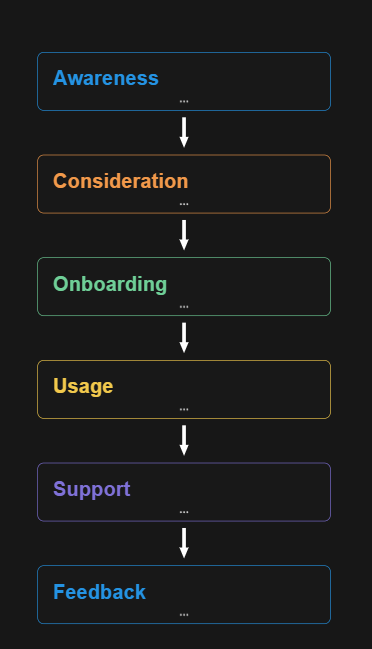 Awareness
...
Consideration
...
Onboarding
...
Usage
...
Support
...
Feedback
...